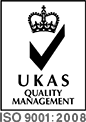 UKAS
QUALITY
MANAGEMENT
ISO 9001:2008